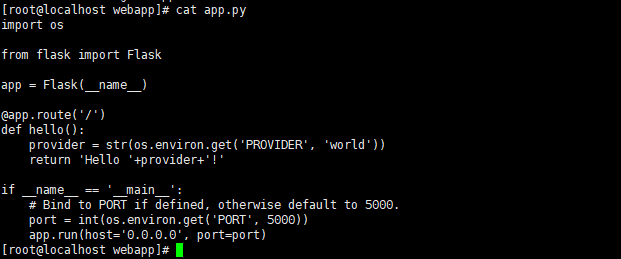 [root@localhost webapp]# cat app.py
import os
from flask import Flask
app = Flask(__name__)
@app.route('/')
def hello():
    provider = str(os.environ.get('PROVIDER', 'world'))
    return 'Hello '+provider+'!'
if __name__ == '__main__':
    # Bind to PORT if defined, otherwise default to 5000.
    port = int(os.environ.get('PORT', 5000))
    app.run(host='0.0.0.0', port=port)
[root@localhost webapp]#